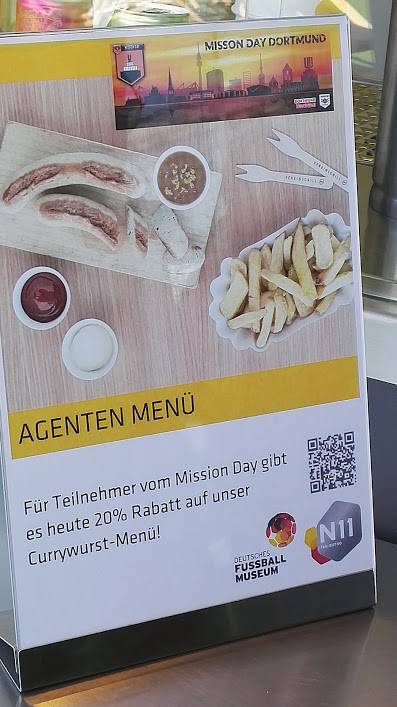 MISSON DAY DORTMUND
AGENTEN MENÜ
Für Teilnehmer vom Mission Day gibt
es heute 20% Rabatt auf unser
Currywurst-Menü!
DEUTSCHES
FUSSBALL
MUSEUM
N11